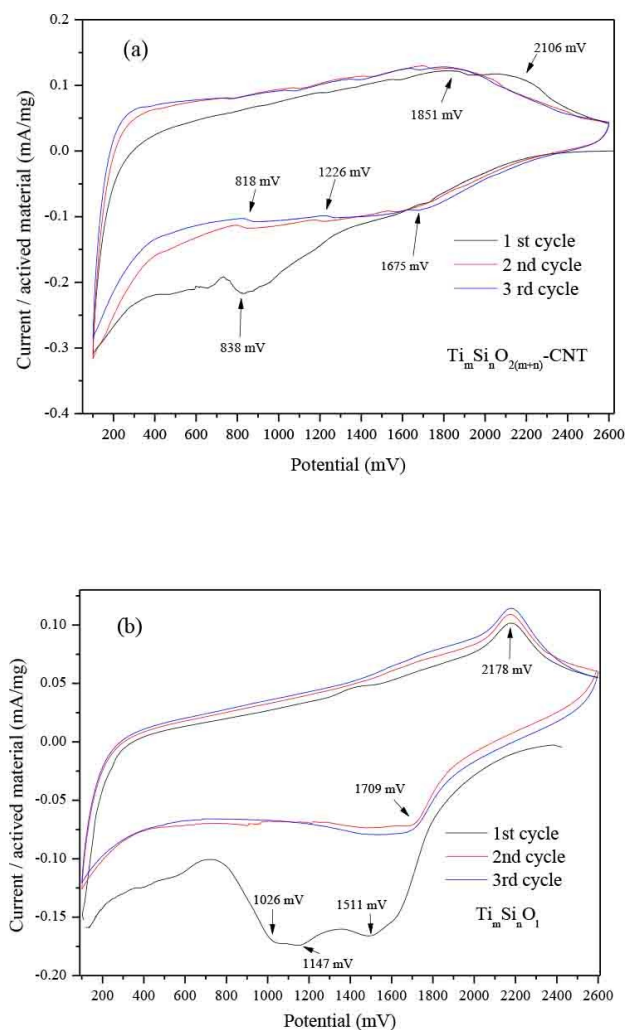 (a)
2106 mV
1851 mV
818 mV
1226 mV
1675 mV
838 mV
1 st cycle
2 nd cycle
3 rd cycle
TimSinO2(m+n)-CNT
Current / actived material (mA/mg)
0.2
0.1
0.0
-0.1
-0.2
-0.3
-0.4
200 400 600 800 1000 1200 1400 1600 1800 2000 2200 2400 2600
Potential (mV)
(b)
2178 mV
1709 mV
1026 mV
1511 mV
1147 mV
1st cycle
2nd cycle
3rd cycle
TimSinOl
Current / actived material (mA/mg)
0.10
0.05
0.00
-0.05
-0.10
-0.15
-0.20
200 400 600 800 1000 1200 1400 1600 1800 2000 2200 2400 2600
Potential (mV)